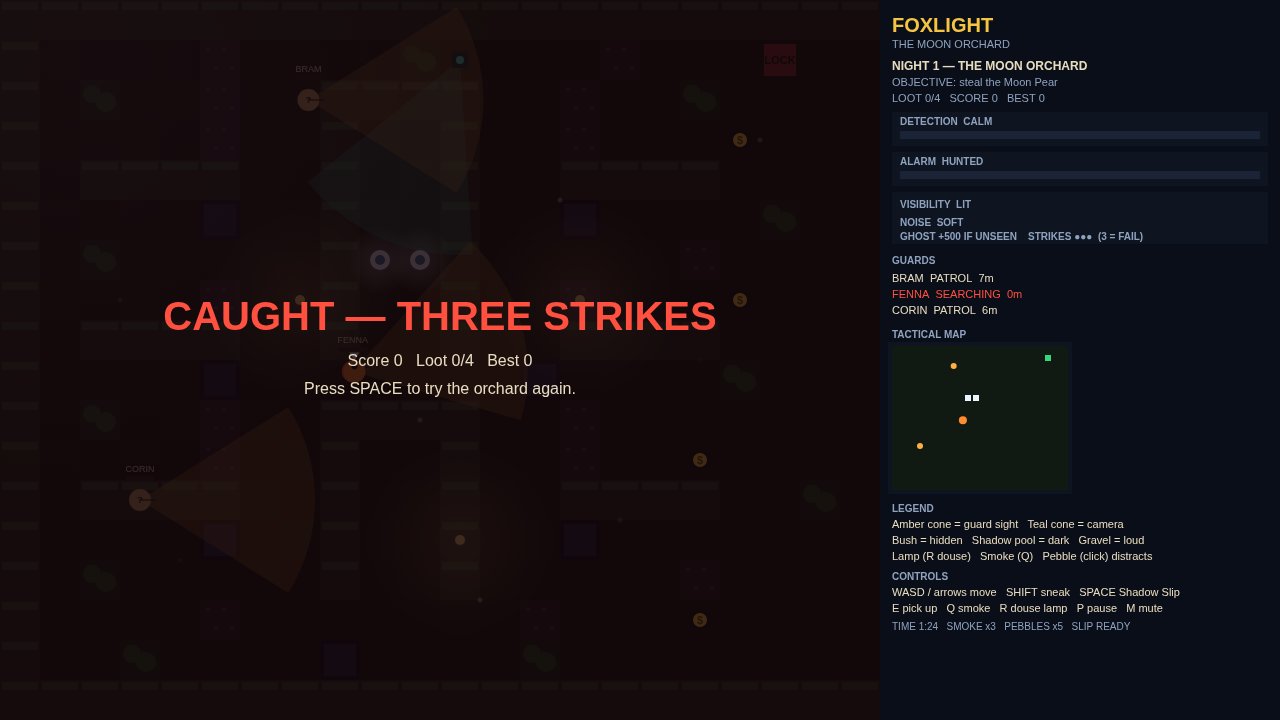 BRAM
LOCK
?
$
$
CAUGHT — THREE STRIKES
FENNA
Score 0   Loot 0/4   Best 0
Press SPACE to try the orchard again.
$
CORIN
?
$
FOXLIGHT
THE MOON ORCHARD
NIGHT 1 — THE MOON ORCHARD
OBJECTIVE: steal the Moon Pear
LOOT 0/4   SCORE 0   BEST 0
DETECTION  CALM
ALARM  HUNTED
VISIBILITY  LIT
NOISE  SOFT
GHOST +500 IF UNSEEN    STRIKES ●●●  (3 = FAIL)
GUARDS
BRAM  PATROL  7m
FENNA  SEARCHING  0m
CORIN  PATROL  6m
TACTICAL MAP
LEGEND
Amber cone = guard sight   Teal cone = camera
Bush = hidden   Shadow pool = dark   Gravel = loud
Lamp (R douse)   Smoke (Q)   Pebble (click) distracts
CONTROLS
WASD / arrows move   SHIFT sneak   SPACE Shadow Slip
E pick up   Q smoke   R douse lamp   P pause   M mute
TIME 1:24   SMOKE x3   PEBBLES x5   SLIP READY